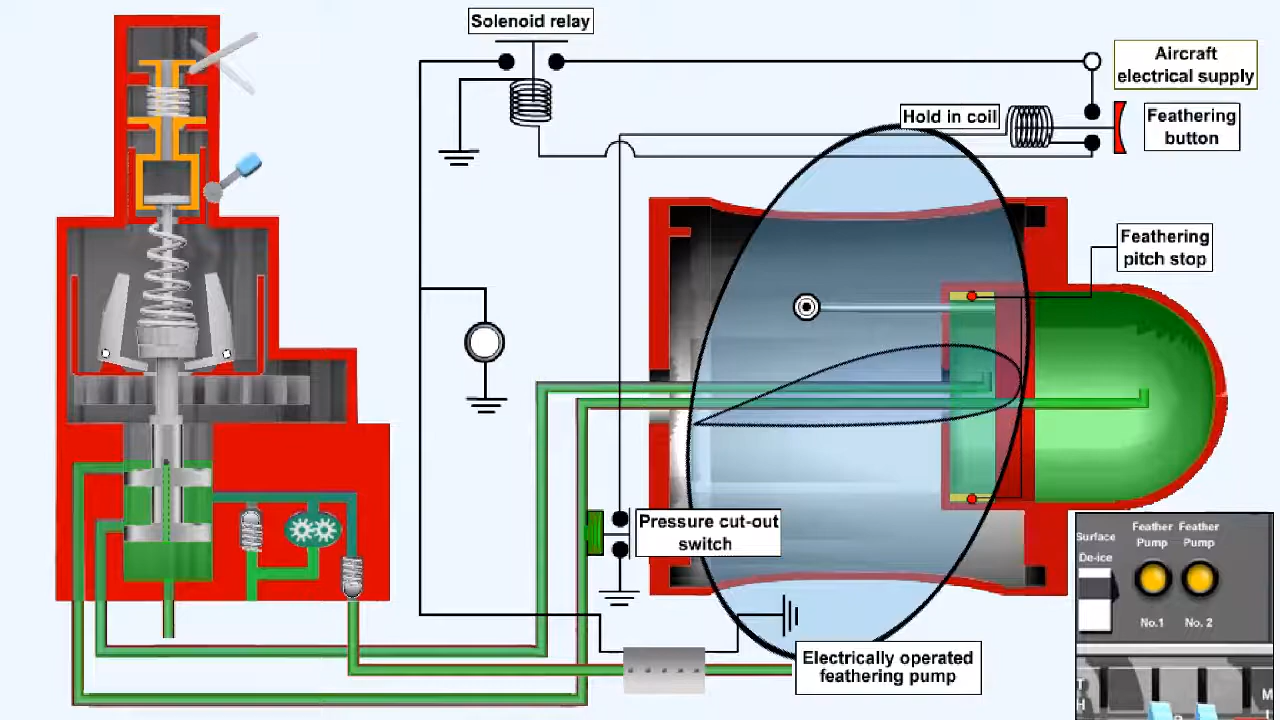 Solenoid relay
Aircraft
electrical supply
Hold in coil
Feathering
button
Feathering
pitch stop
Pressure cut-out
switch
Electrically operated
feathering pump
Surface
De-ice
Feather
Pump
Feather
Pump
No.1
No. 2
T
H
P
M